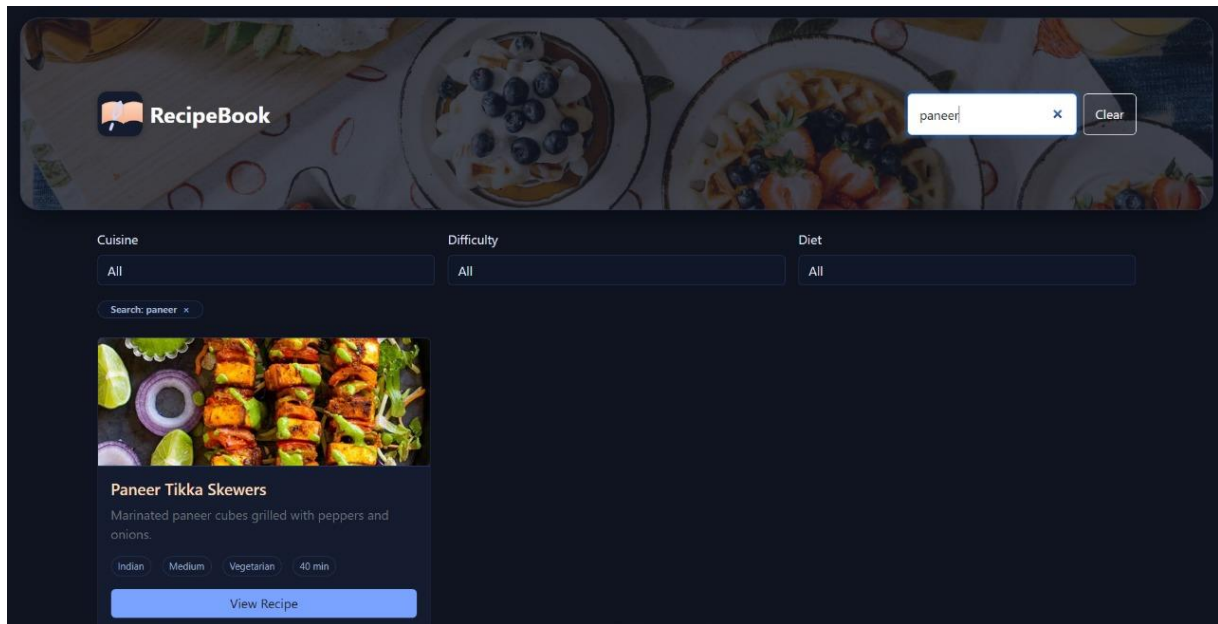 RecipeBook
paneer ×
Clear
Cuisine
Difficulty
Diet
All
All
All
Search: paneer ×
Paneer Tikka Skewers
Marinated paneer cubes grilled with peppers and
onions.
Indian Medium Vegetarian 40 min
View Recipe